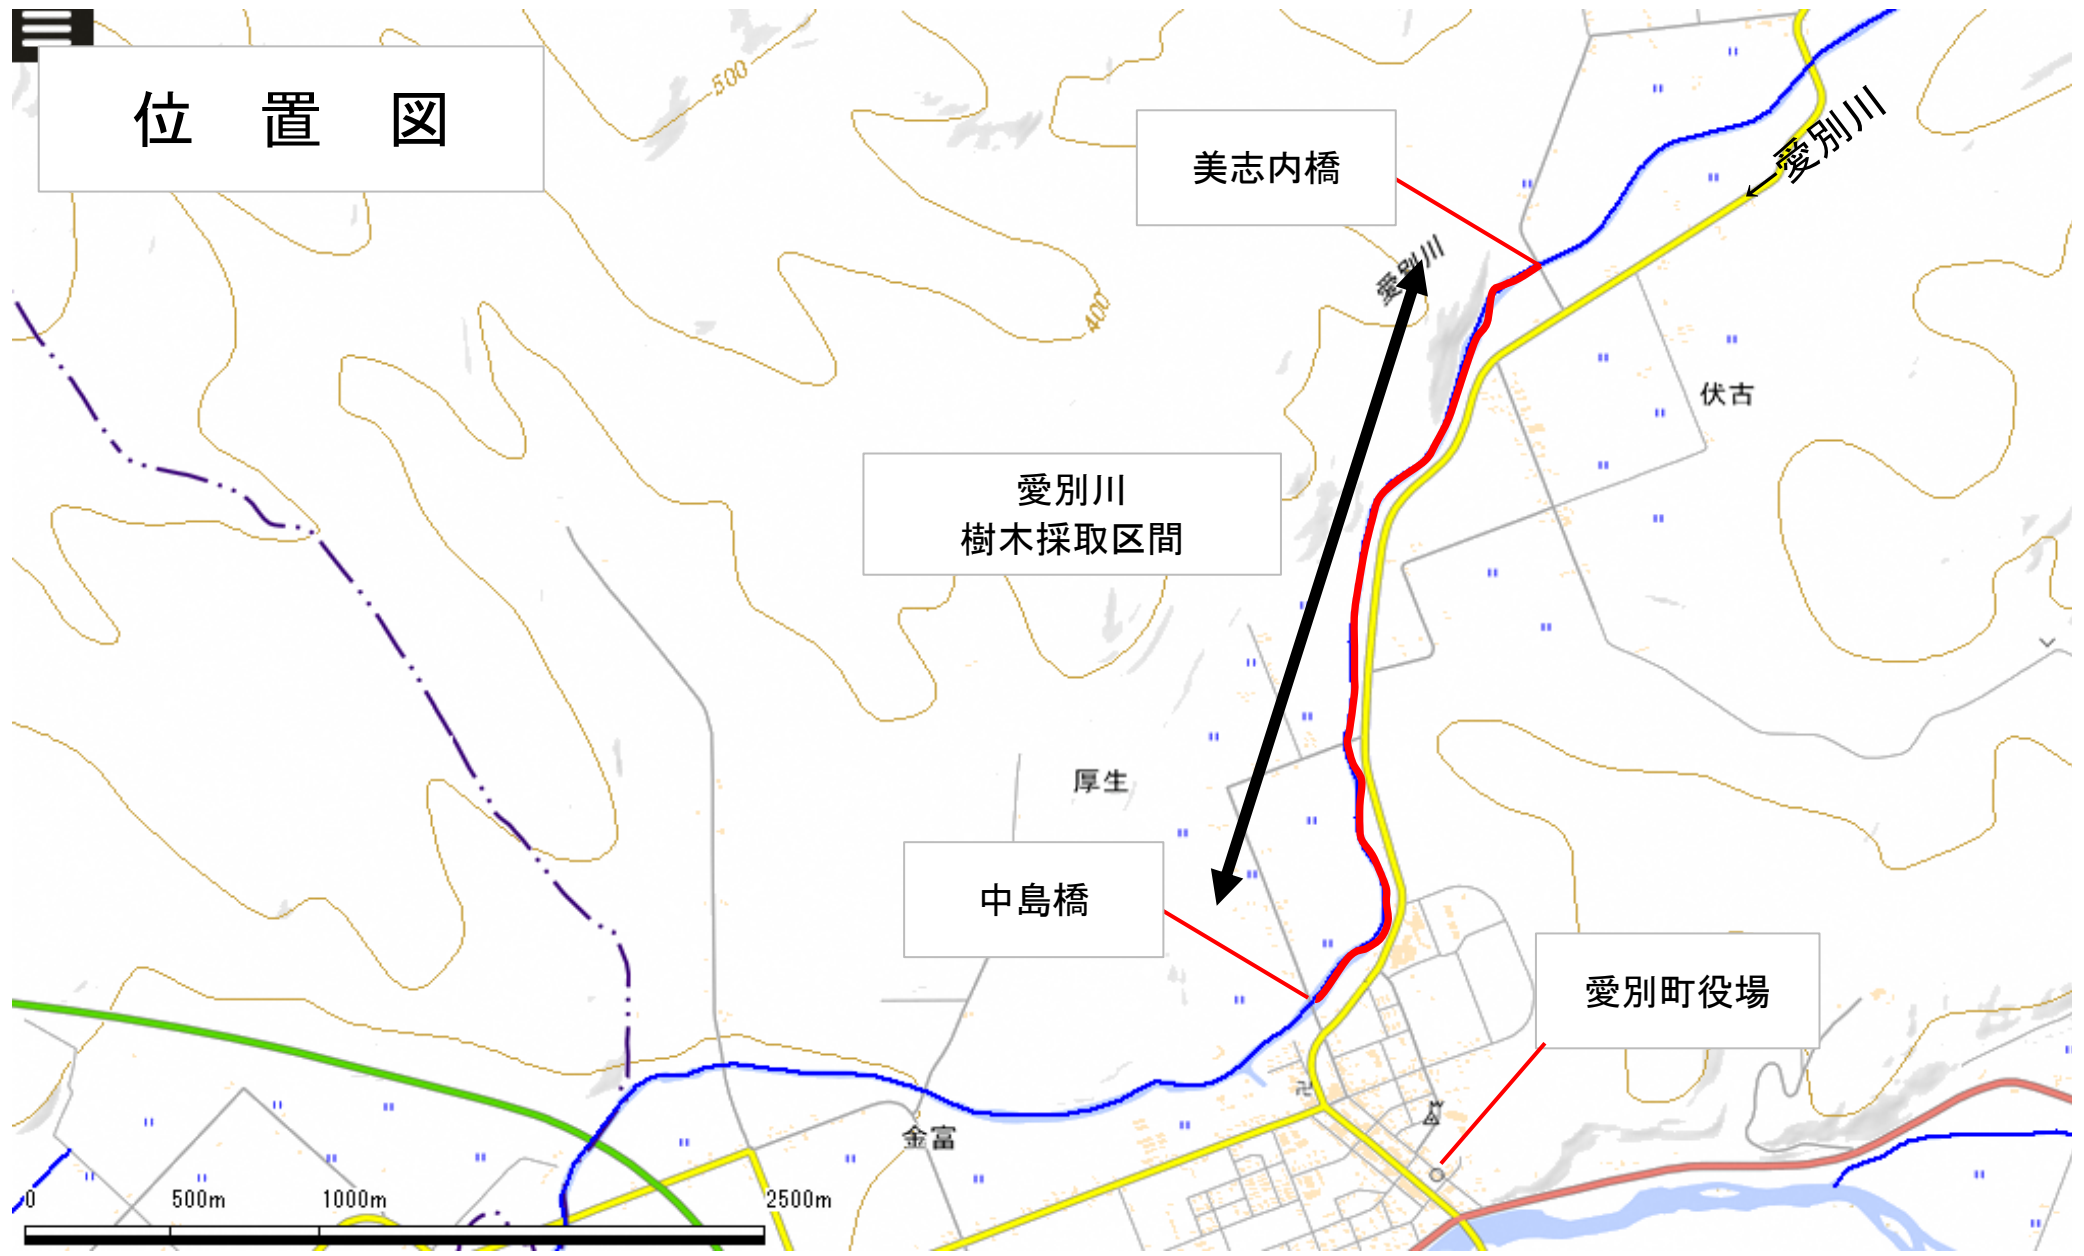 位 置 図
500
美志内橋
←愛別川
愛別川
400
伏古
愛別川
樹木採取区間
厚生
中島橋
愛別町役場
金富
0 500m 1000m 2500m